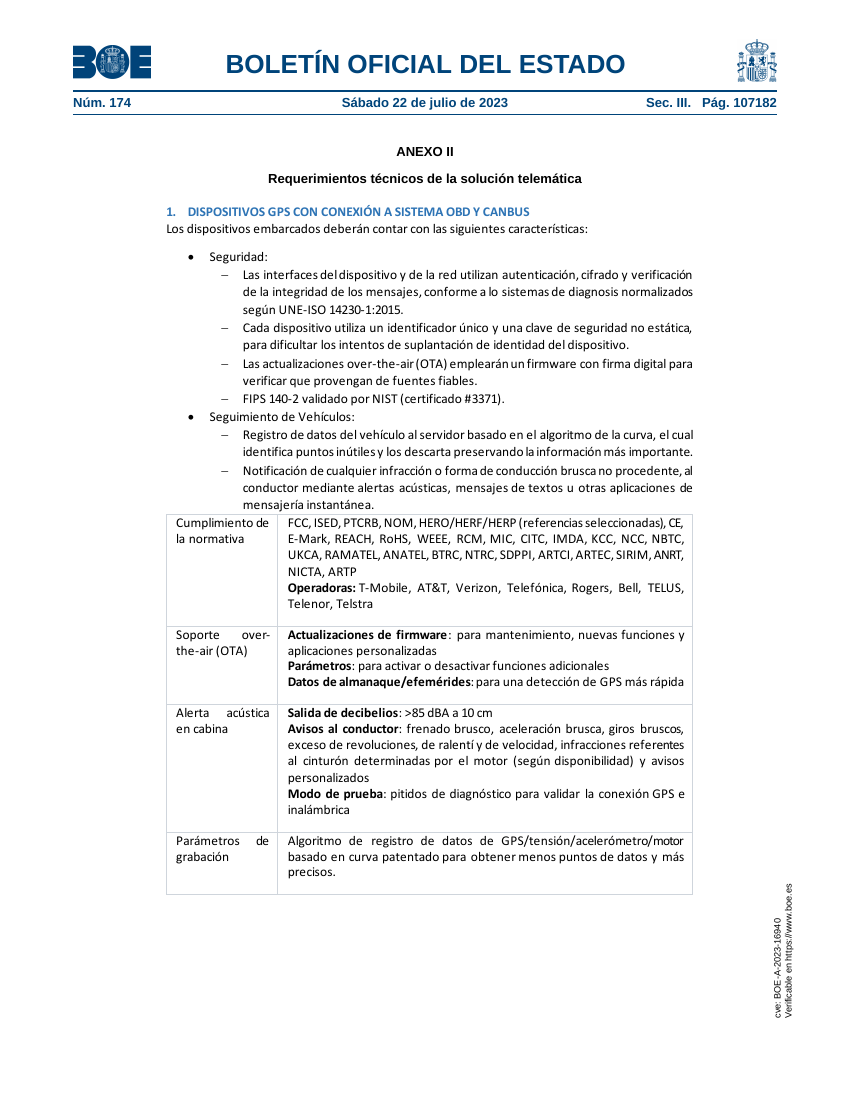 BOE
BOLETÍN OFICIAL DEL ESTADO
Núm. 174
Sábado 22 de julio de 2023
Sec. III. Pág. 107182
ANEXO II
Requerimientos técnicos de la solución telemática
1. DISPOSITIVOS GPS CON CONEXIÓN A SISTEMA OBD Y CANBUS
Los dispositivos embarcados deberán contar con las siguientes características:
• Seguridad:
– Las interfaces del dispositivo y de la red utilizan autenticación, cifrado y verificación
de la integridad de los mensajes, conforme a lo sistemas de diagnosis normalizados
según UNE-ISO 14230-1:2015.
– Cada dispositivo utiliza un identificador único y una clave de seguridad no estática,
para dificultar los intentos de suplantación de identidad del dispositivo.
– Las actualizaciones over-the-air (OTA) emplearán un firmware con firma digital para
verificar que provengan de fuentes fiables.
– FIPS 140-2 validado por NIST (certificado #3371).
• Seguimiento de Vehículos:
– Registro de datos del vehículo al servidor basado en el algoritmo de la curva, el cual
identifica puntos inútiles y los descarta preservando la información más importante.
– Notificación de cualquier infracción o forma de conducción brusca no procedente, al
conductor mediante alertas acústicas, mensajes de textos u otras aplicaciones de
mensajería instantánea.
Cumplimiento de
la normativa
FCC, ISED, PTCRB, NOM, HERO/HERF/HERP (referencias seleccionadas), CE,
E-Mark, REACH, RoHS, WEEE, RCM, MIC, CITC, IMDA, KCC, NCC, NBTC,
UKCA, RAMATEL, ANATEL, BTRC, NTRC, SDPPI, ARTCI, ARTEC, SIRIM, ANRT,
NICTA, ARTP
Operadoras: T-Mobile, AT&T, Verizon, Telefónica, Rogers, Bell, TELUS,
Telenor, Telstra
Soporte over-
the-air (OTA)
Actualizaciones de firmware: para mantenimiento, nuevas funciones y
aplicaciones personalizadas
Parámetros: para activar o desactivar funciones adicionales
Datos de almanaque/efemérides: para una detección de GPS más rápida
Alerta acústica
en cabina
Salida de decibelios: >85 dBA a 10 cm
Avisos al conductor: frenado brusco, aceleración brusca, giros bruscos,
exceso de revoluciones, de ralentí y de velocidad, infracciones referentes
al cinturón determinadas por el motor (según disponibilidad) y avisos
personalizados
Modo de prueba: pitidos de diagnóstico para validar la conexión GPS e
inalámbrica
Parámetros de
grabación
Algoritmo de registro de datos de GPS/tensión/acelerómetro/motor
basado en curva patentado para obtener menos puntos de datos y más
precisos.
cve: BOE-A-2023-16940
Verificable en https://www.boe.es